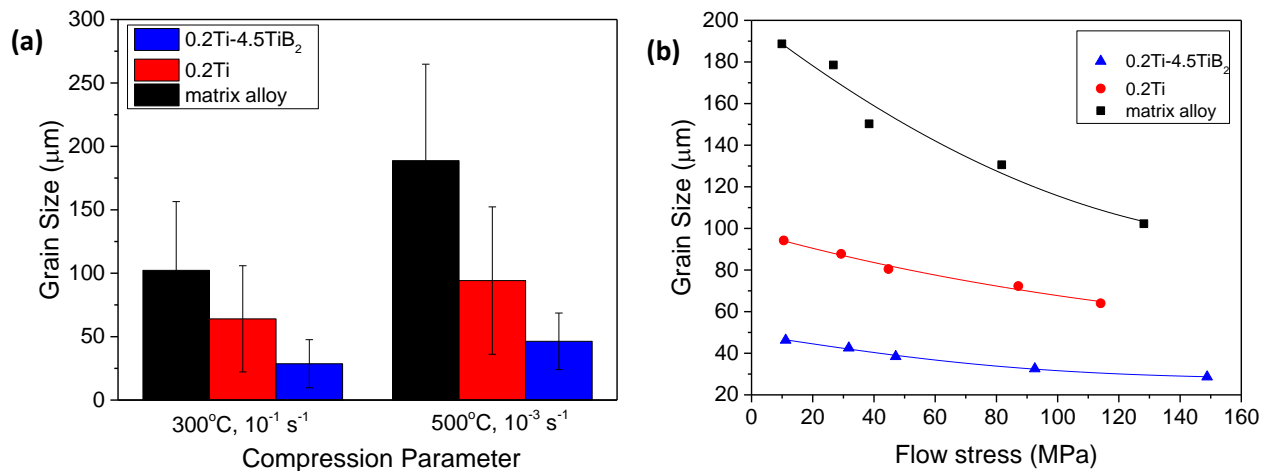 (a)
300
250
200
150
100
50
0
Grain Size (μm)
0.2Ti-4.5TiB₂
0.2Ti
matrix alloy
300°C, 10⁻¹ s⁻¹
500°C, 10⁻³ s⁻¹
Compression Parameter
(b)
200
180
160
140
120
100
80
60
40
20
Grain Size (μm)
0.2Ti-4.5TiB₂
0.2Ti
matrix alloy
0 20 40 60 80 100 120 140 160
Flow stress (MPa)